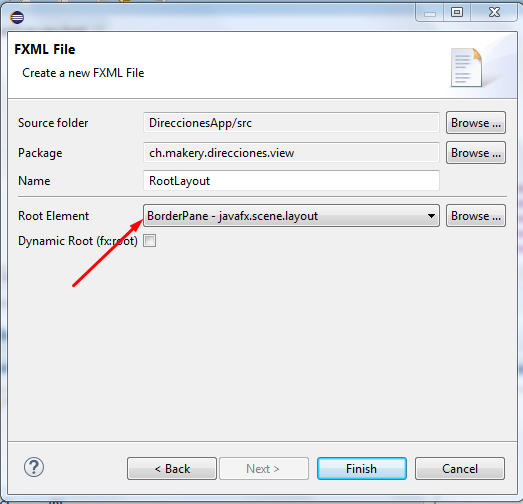 FXML File
Create a new FXML File
Source folder DireccionesApp/src Browse ...
Package ch.makery.direcciones.view Browse ...
Name RootLayout
Root Element BorderPane - javafx.scene.layout Browse ...
Dynamic Root (fx:root)
? < Back Next > Finish Cancel